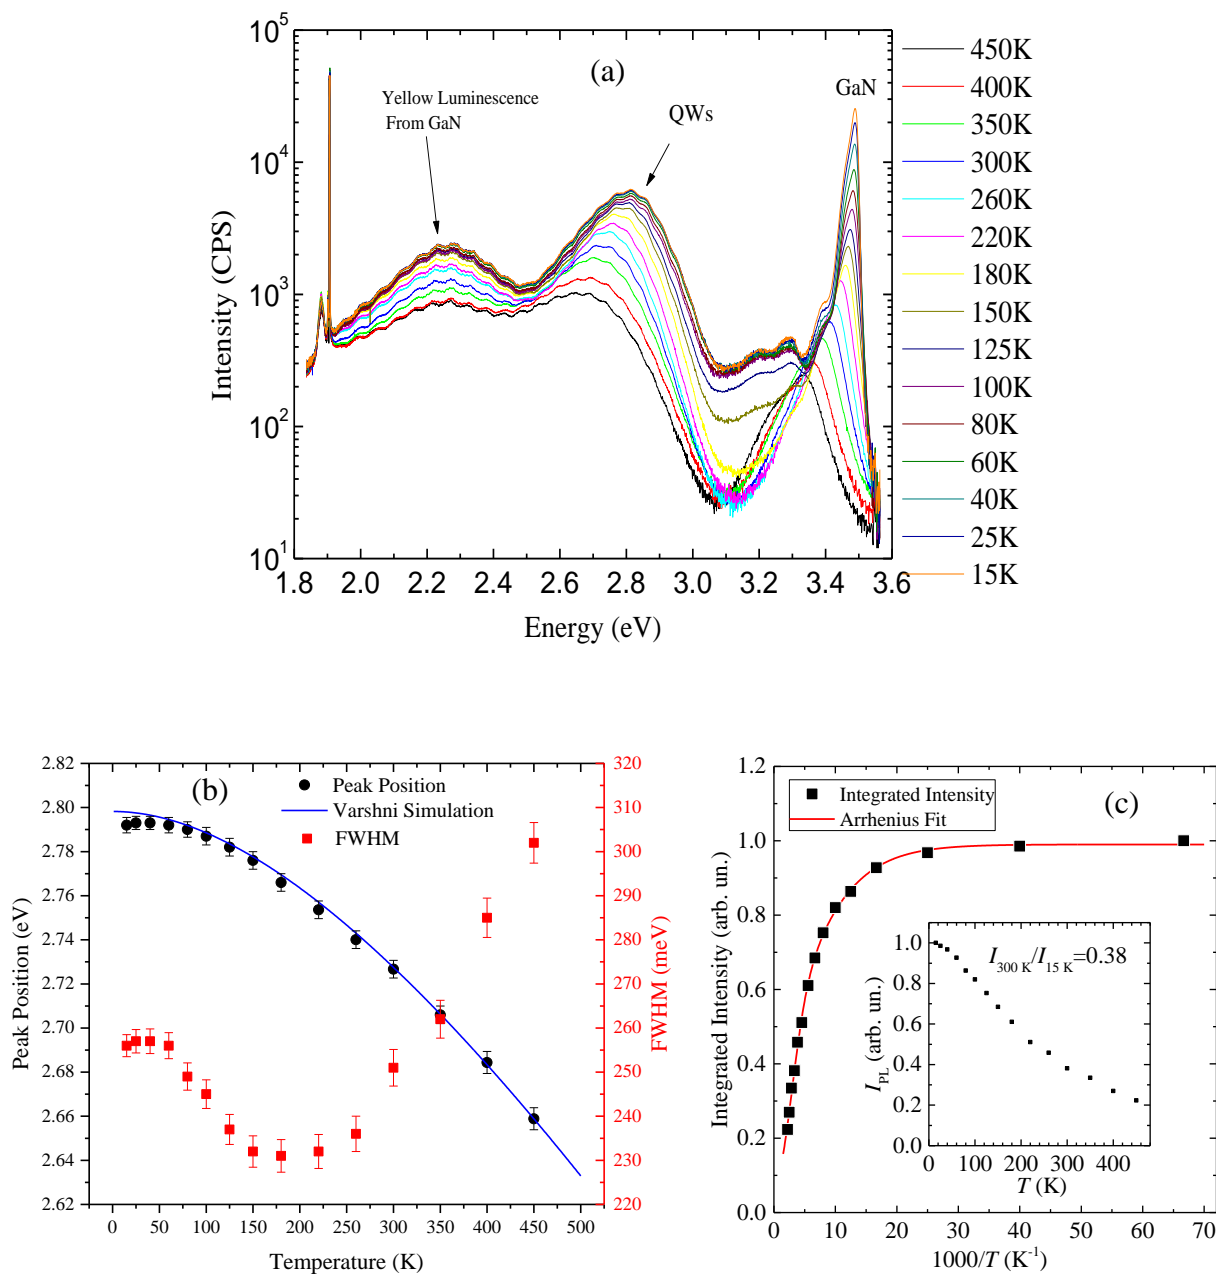 10^5
10^4
10^3
10^2
10^1
Intensity (CPS)
(a)
Yellow Luminescence
From GaN
QWs
GaN
1.8 2.0 2.2 2.4 2.6 2.8 3.0 3.2 3.4 3.6
Energy (eV)
450K
400K
350K
300K
260K
220K
180K
150K
125K
100K
80K
60K
40K
25K
15K
2.82
2.80
2.78
2.76
2.74
2.72
2.70
2.68
2.66
2.64
2.62
Peak Position (eV)
(b)
Peak Position
Varshni Simulation
FWHM
320
310
300
290
280
270
260
250
240
230
220
FWHM (meV)
0 50 100 150 200 250 300 350 400 450 500
Temperature (K)
1.2
1.0
0.8
0.6
0.4
0.2
0.0
Integrated Intensity (arb. un.)
Integrated Intensity
Arrhenius Fit
(c)
1.0
0.8
0.6
0.4
0.2
0.0
I_PL (arb. un.)
I_300 K/I_15 K=0.38
0 100 200 300 400
T (K)
0 10 20 30 40 50 60 70
1000/T (K^-1)